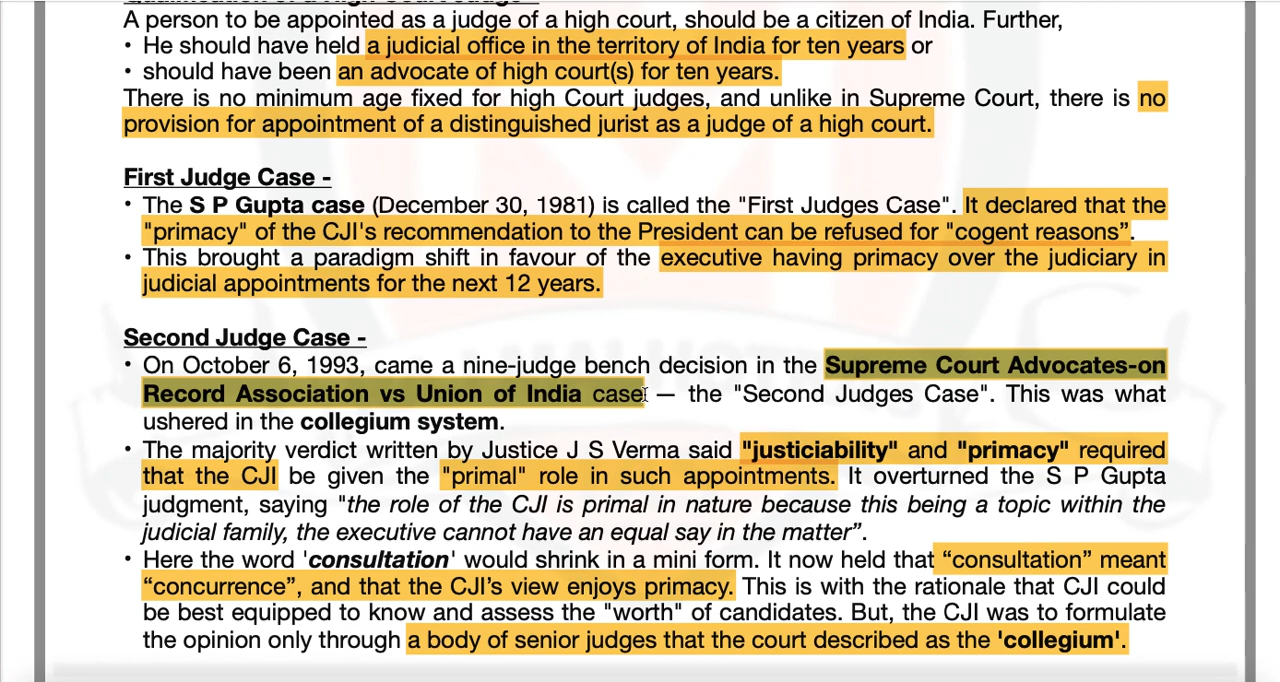 A person to be appointed as a judge of a high court, should be a citizen of India. Further,
• He should have held a judicial office in the territory of India for ten years or
• should have been an advocate of high court(s) for ten years.
There is no minimum age fixed for high Court judges, and unlike in Supreme Court, there is no
provision for appointment of a distinguished jurist as a judge of a high court.
First Judge Case -
• The S P Gupta case (December 30, 1981) is called the "First Judges Case". It declared that the
"primacy" of the CJI's recommendation to the President can be refused for "cogent reasons”.
• This brought a paradigm shift in favour of the executive having primacy over the judiciary in
judicial appointments for the next 12 years.
Second Judge Case -
• On October 6, 1993, came a nine-judge bench decision in the Supreme Court Advocates-on
Record Association vs Union of India case — the "Second Judges Case". This was what
ushered in the collegium system.
• The majority verdict written by Justice J S Verma said "justiciability" and "primacy" required
that the CJI be given the "primal" role in such appointments. It overturned the S P Gupta
judgment, saying "the role of the CJI is primal in nature because this being a topic within the
judicial family, the executive cannot have an equal say in the matter”.
• Here the word 'consultation' would shrink in a mini form. It now held that “consultation” meant
“concurrence”, and that the CJI’s view enjoys primacy. This is with the rationale that CJI could
be best equipped to know and assess the "worth" of candidates. But, the CJI was to formulate
the opinion only through a body of senior judges that the court described as the 'collegium'.